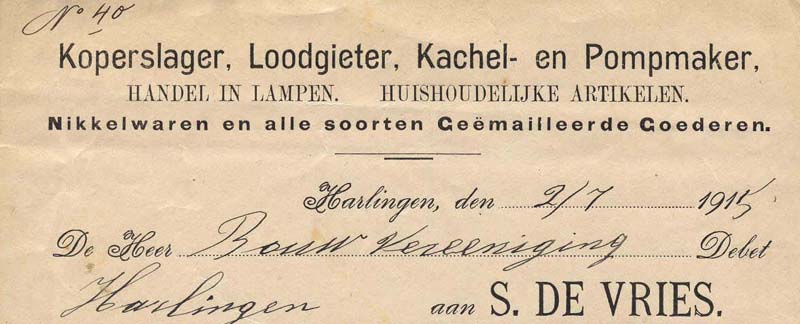 No 40
Koperslager, Loodgieter, Kachel- en Pompmaker,
HANDEL IN LAMPEN. HUISHOUDELIJKE ARTIKELEN.
Nikkelwaren en alle soorten Geëmailleerde Goederen.
Harlingen, den 2/7 1915
De Heer Bouw Vereeniging Debet
Harlingen aan S. DE VRIES.